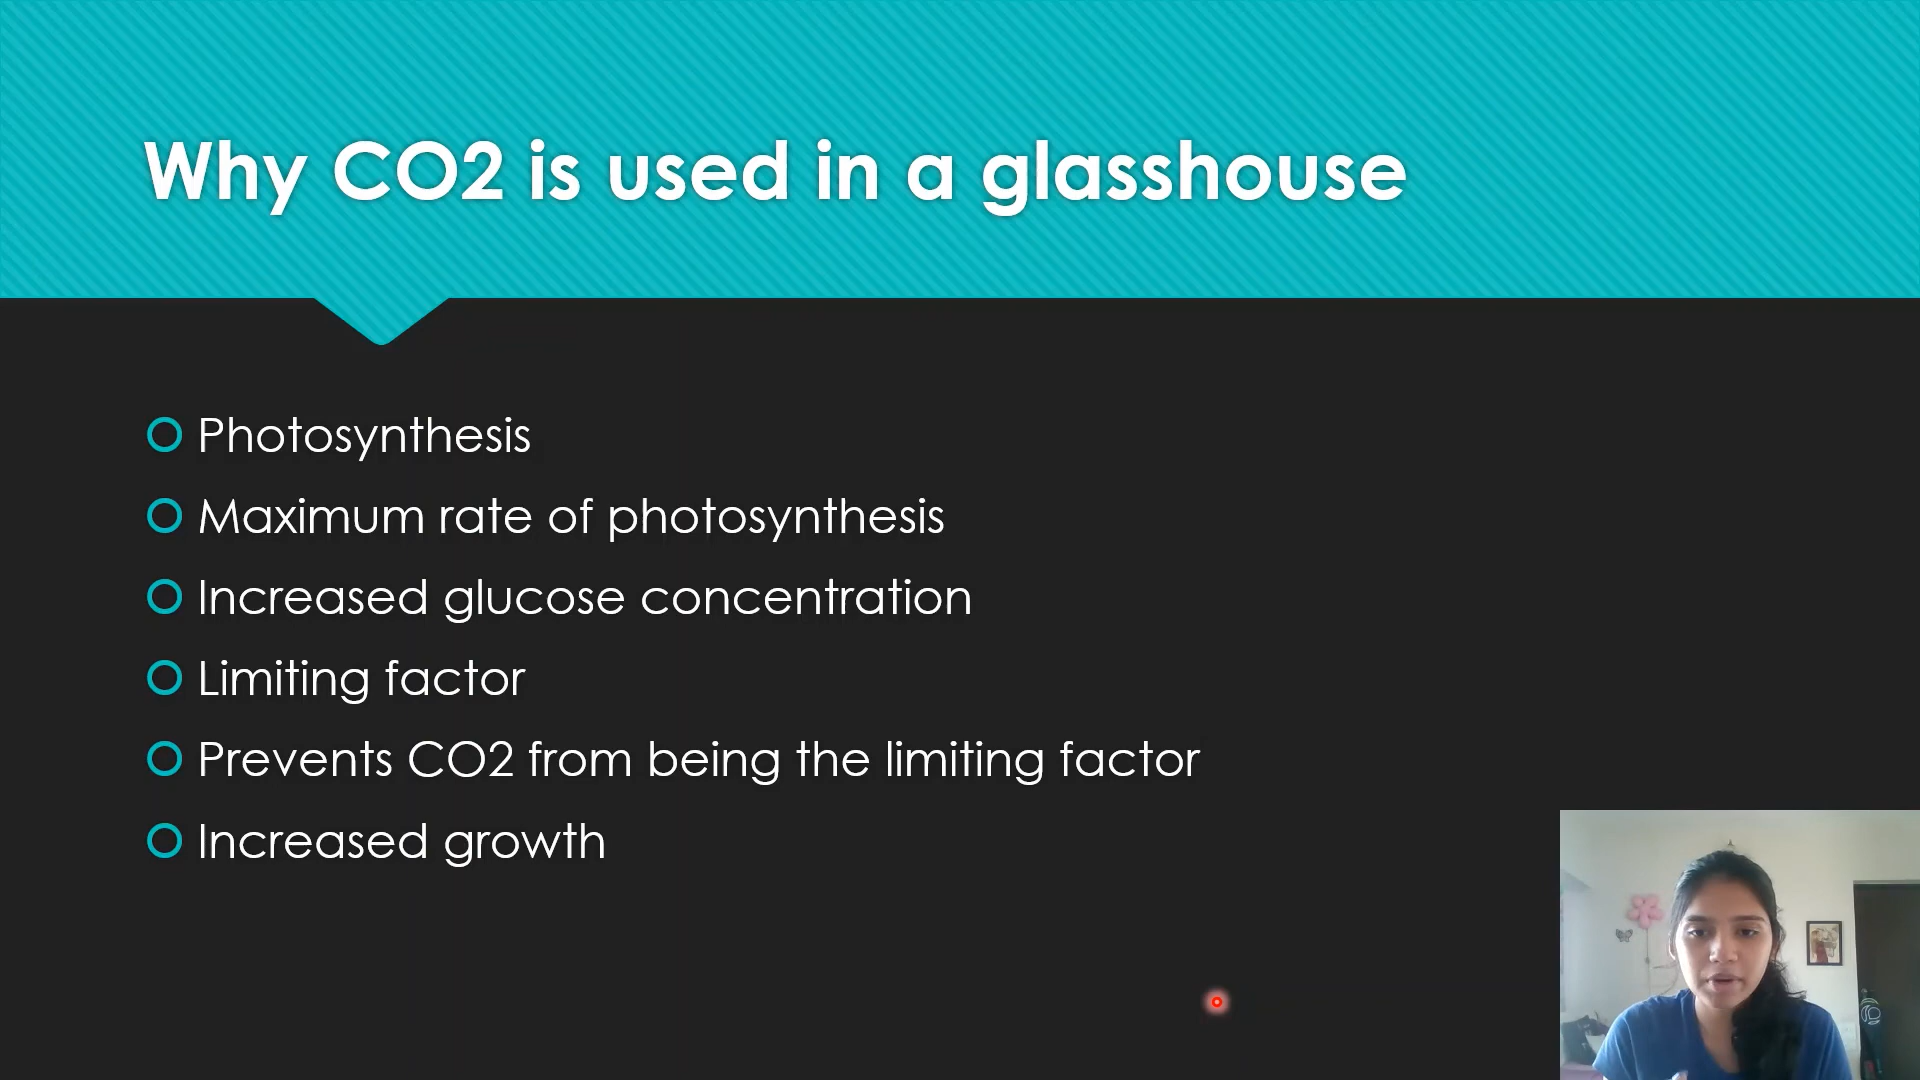 Why CO2 is used in a glasshouse
Photosynthesis
Maximum rate of photosynthesis
Increased glucose concentration
Limiting factor
Prevents CO2 from being the limiting factor
Increased growth